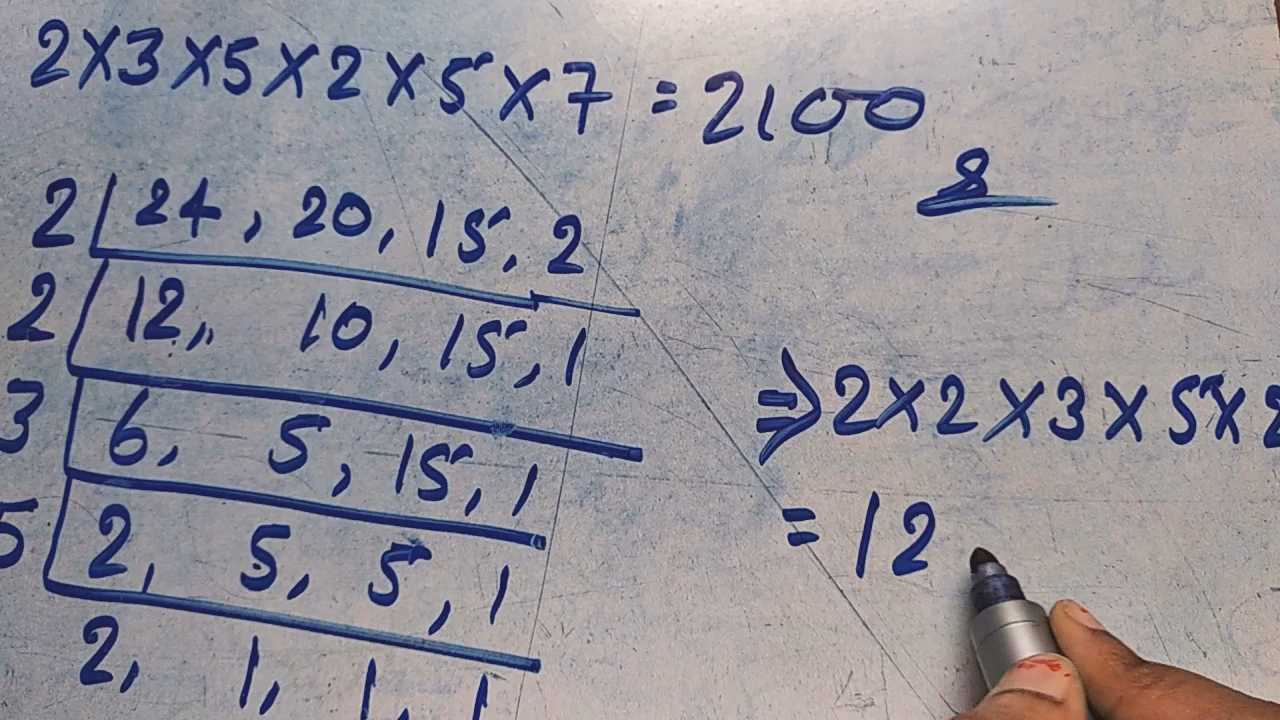 2×3×5×2×5×7 = 2100
8
2 | 24, 20, 15, 2
2 | 12, 10, 15, 1
3 | 6, 5, 15, 1
5 | 2, 5, 5, 1
2, 1, 1, 1
⇒ 2×2×3×5×2
= 12